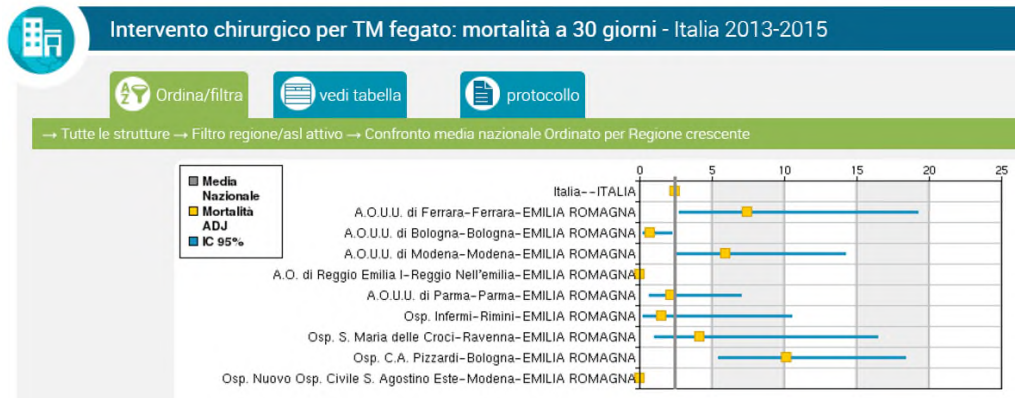 Intervento chirurgico per TM fegato: mortalità a 30 giorni - Italia 2013-2015
Ordina/filtra
vedi tabella
protocollo
→ Tutte le strutture → Filtro regione/asl attivo → Confronto media nazionale Ordinato per Regione crescente
Media
Nazionale
Mortalità
ADJ
IC 95%
0 5 10 15 20 25
Italia--ITALIA
A.O.U.U. di Ferrara-Ferrara-EMILIA ROMAGNA
A.O.U.U. di Bologna-Bologna-EMILIA ROMAGNA
A.O.U.U. di Modena-Modena-EMILIA ROMAGNA
A.O. di Reggio Emilia I-Reggio Nell'emilia-EMILIA ROMAGNA
A.O.U.U. di Parma-Parma-EMILIA ROMAGNA
Osp. Infermi-Rimini-EMILIA ROMAGNA
Osp. S. Maria delle Croci-Ravenna-EMILIA ROMAGNA
Osp. C.A. Pizzardi-Bologna-EMILIA ROMAGNA
Osp. Nuovo Osp. Civile S. Agostino Este-Modena-EMILIA ROMAGNA